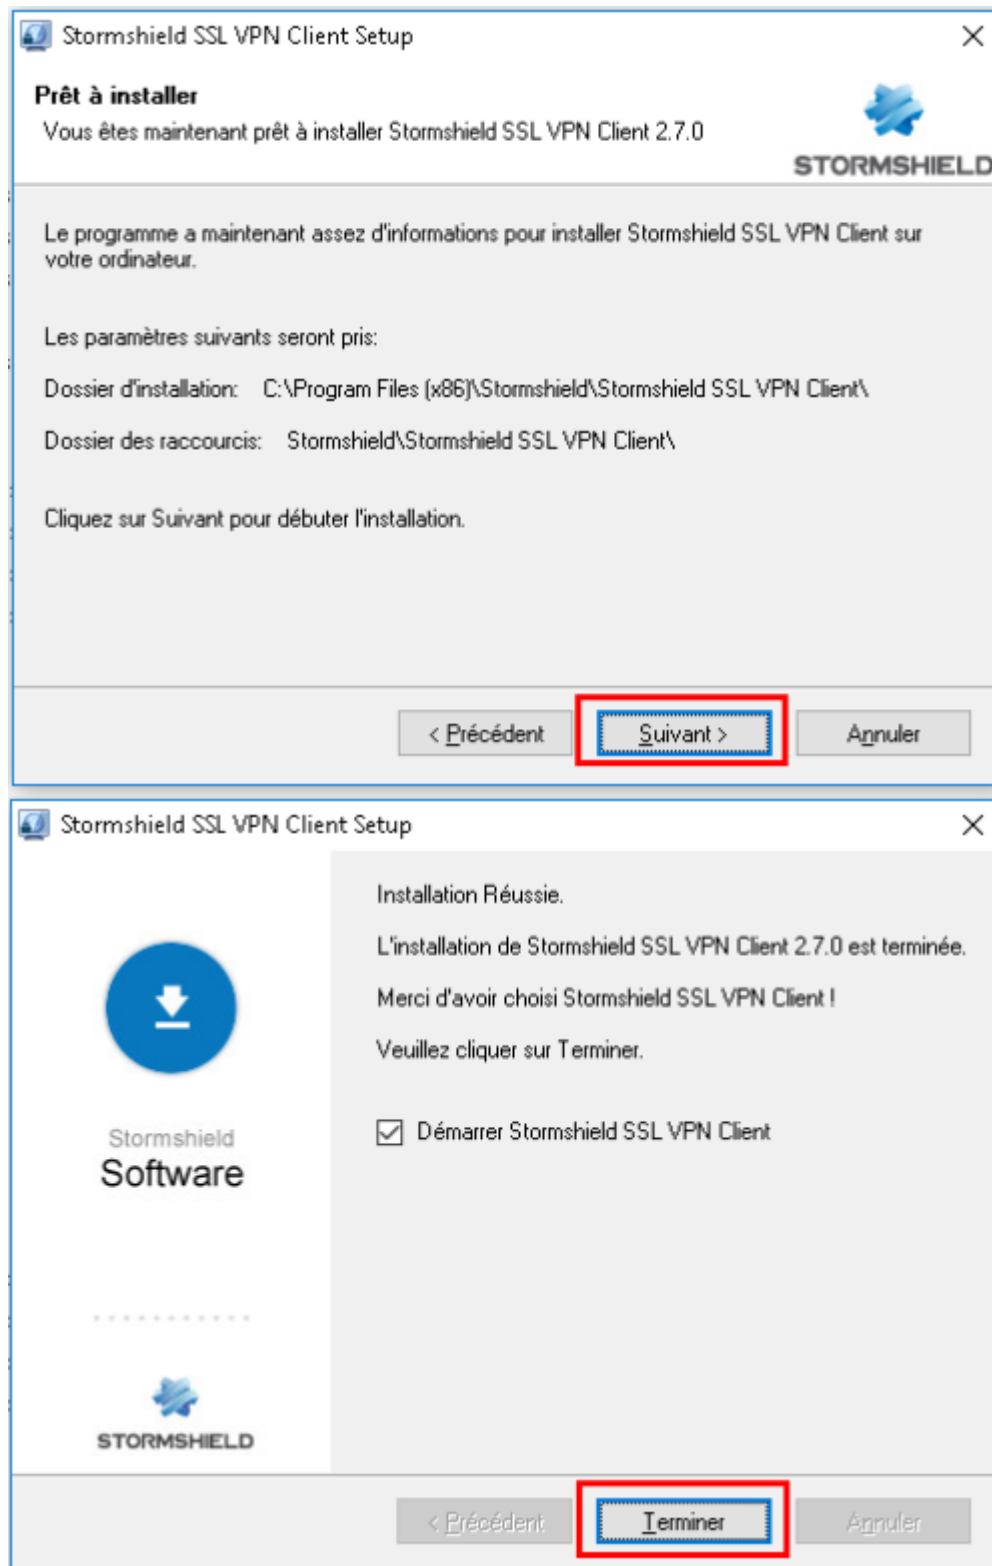 Stormshield SSL VPN Client Setup
Prêt à installer
Vous êtes maintenant prêt à installer Stormshield SSL VPN Client 2.7.0
STORMSHIELD
Le programme a maintenant assez d'informations pour installer Stormshield SSL VPN Client sur
votre ordinateur.
Les paramètres suivants seront pris:
Dossier d'installation: C:\Program Files (x86)\Stormshield\Stormshield SSL VPN Client\
Dossier des raccourcis: Stormshield\Stormshield SSL VPN Client\
Cliquez sur Suivant pour débuter l'installation.
< Précédent Suivant > Annuler
Stormshield SSL VPN Client Setup
Installation Réussie.
L'installation de Stormshield SSL VPN Client 2.7.0 est terminée.
Merci d'avoir choisi Stormshield SSL VPN Client !
Veuillez cliquer sur Terminer.
Démarrer Stormshield SSL VPN Client
Stormshield
Software
STORMSHIELD
< Précédent Terminer Annuler